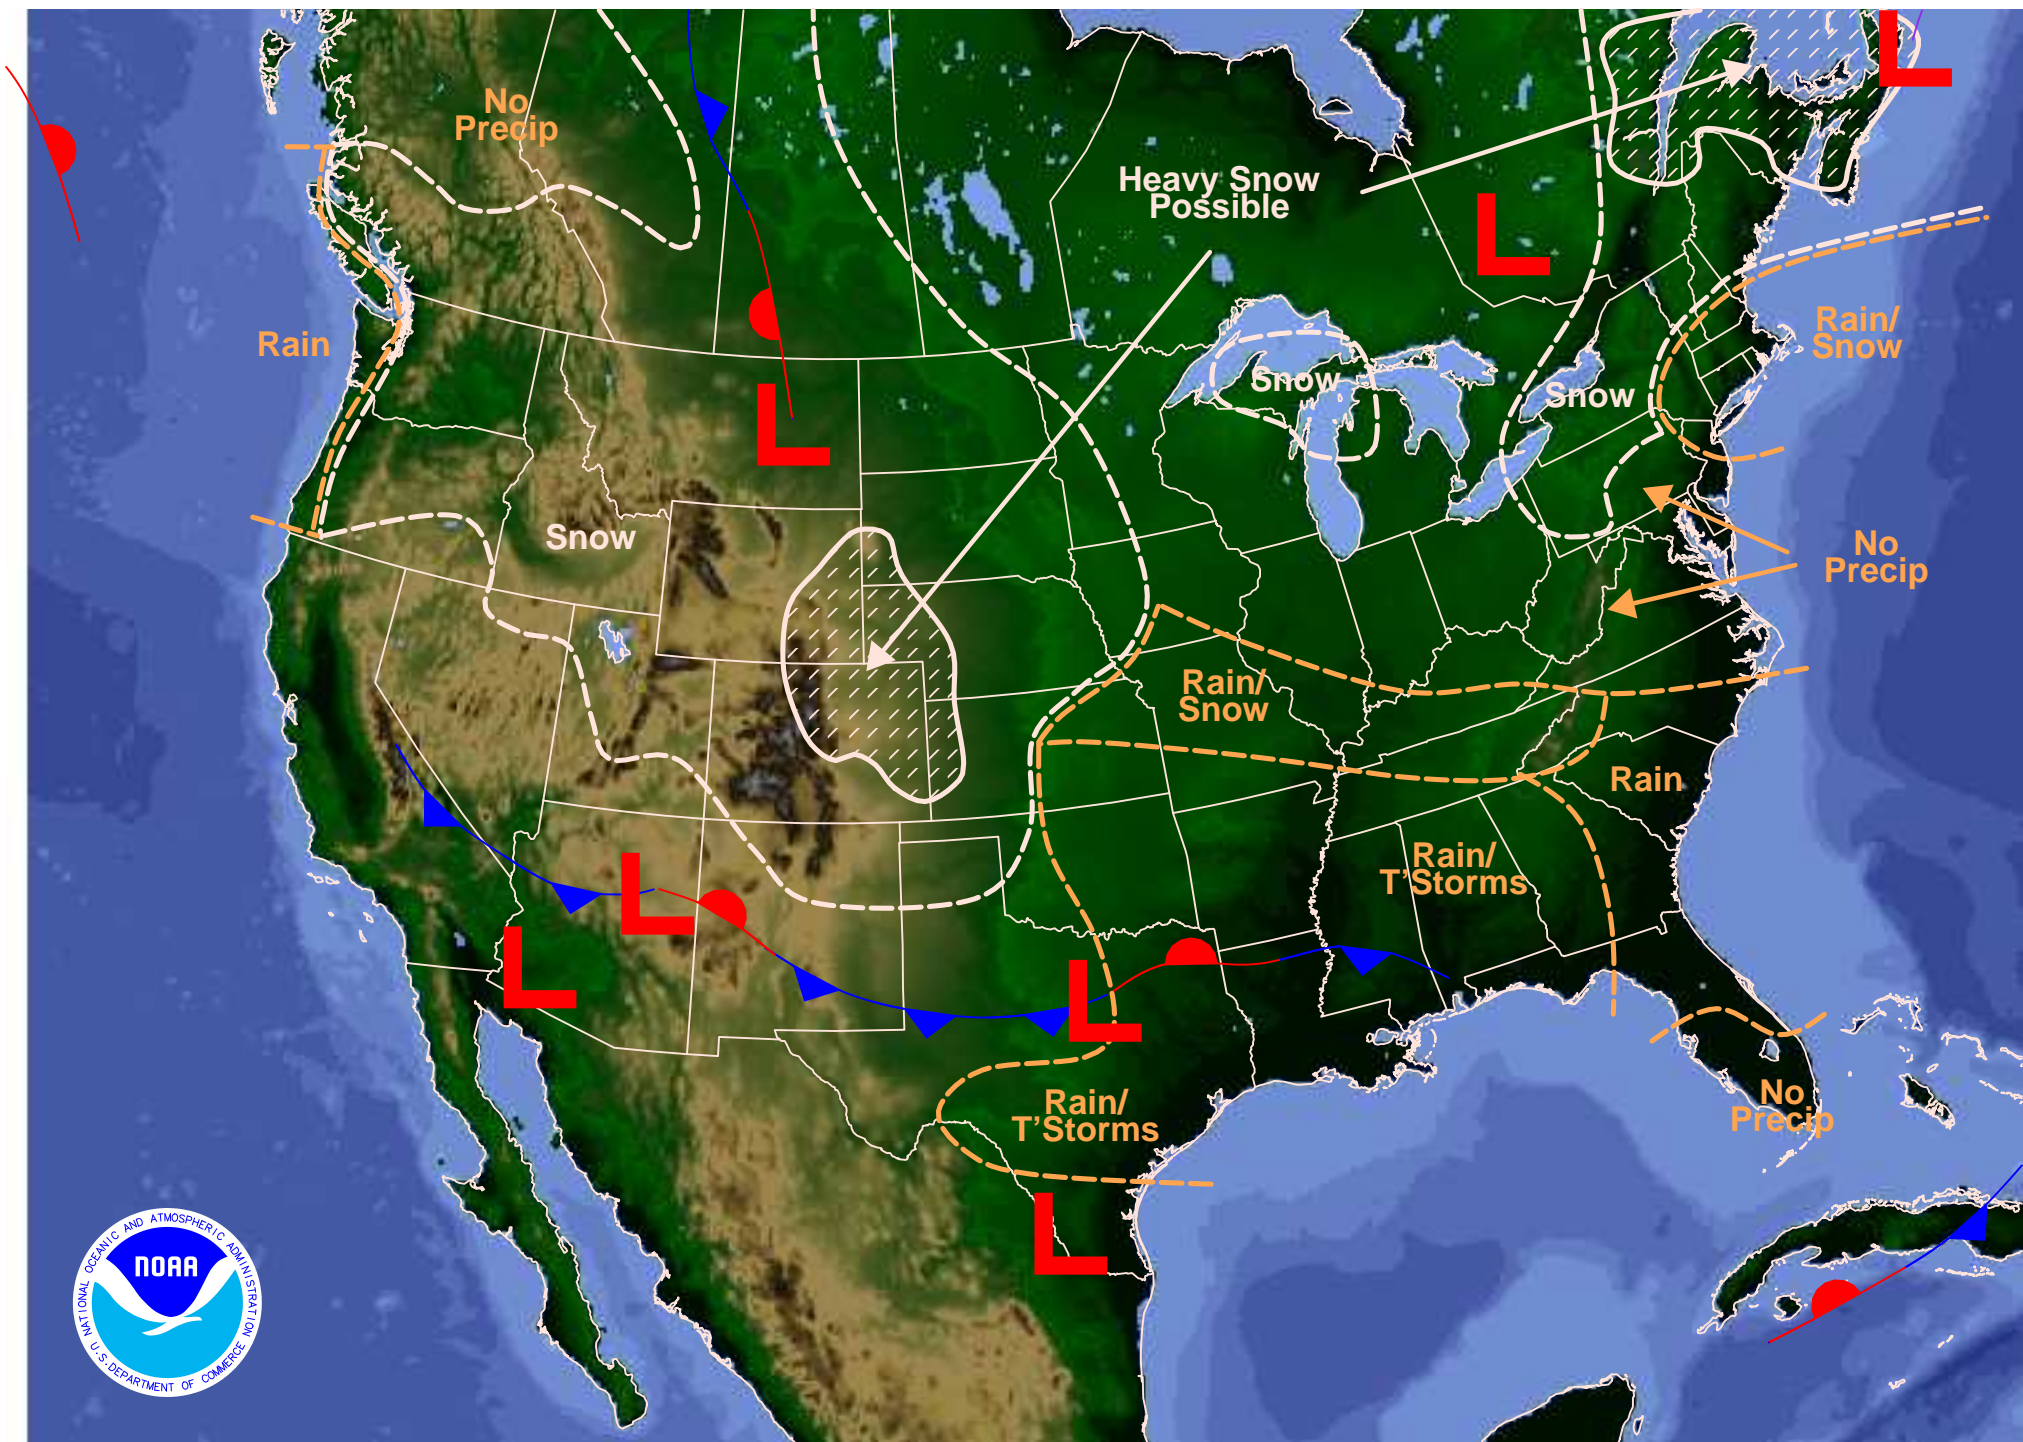 No
Precip
Heavy Snow
Possible
Rain
Rain/
Snow
Snow
Snow
Snow
No
Precip
Rain/
Snow
Rain
Rain/
T'Storms
Rain/
T'Storms
No
Precip
L
L
L
L
L
L
L
NATIONAL OCEANIC AND ATMOSPHERIC ADMINISTRATION
NOAA
U.S. DEPARTMENT OF COMMERCE